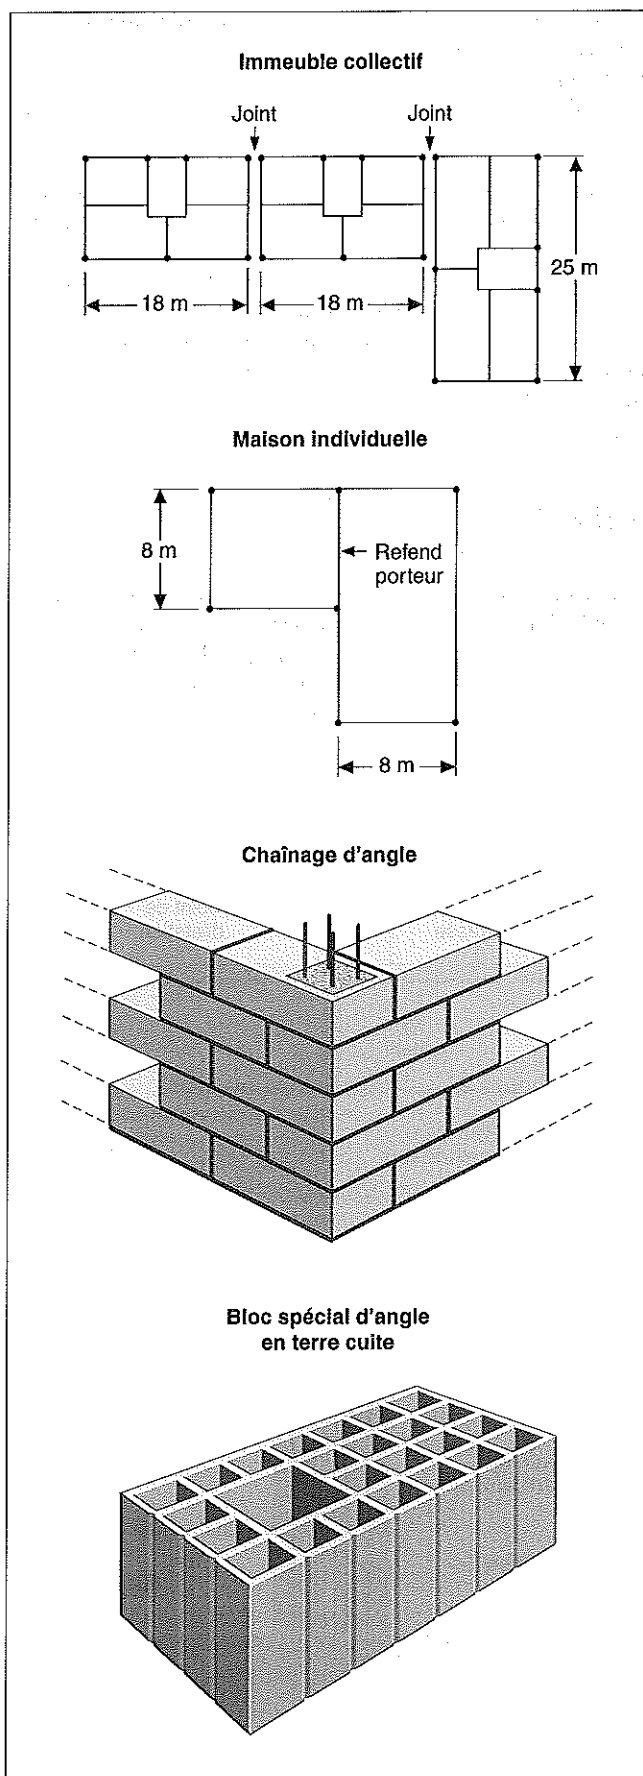 Immeuble collectif
Joint
Joint
25 m
18 m
18 m
Maison individuelle
8 m
Refend
porteur
8 m
Chaînage d'angle
Bloc spécial d'angle
en terre cuite